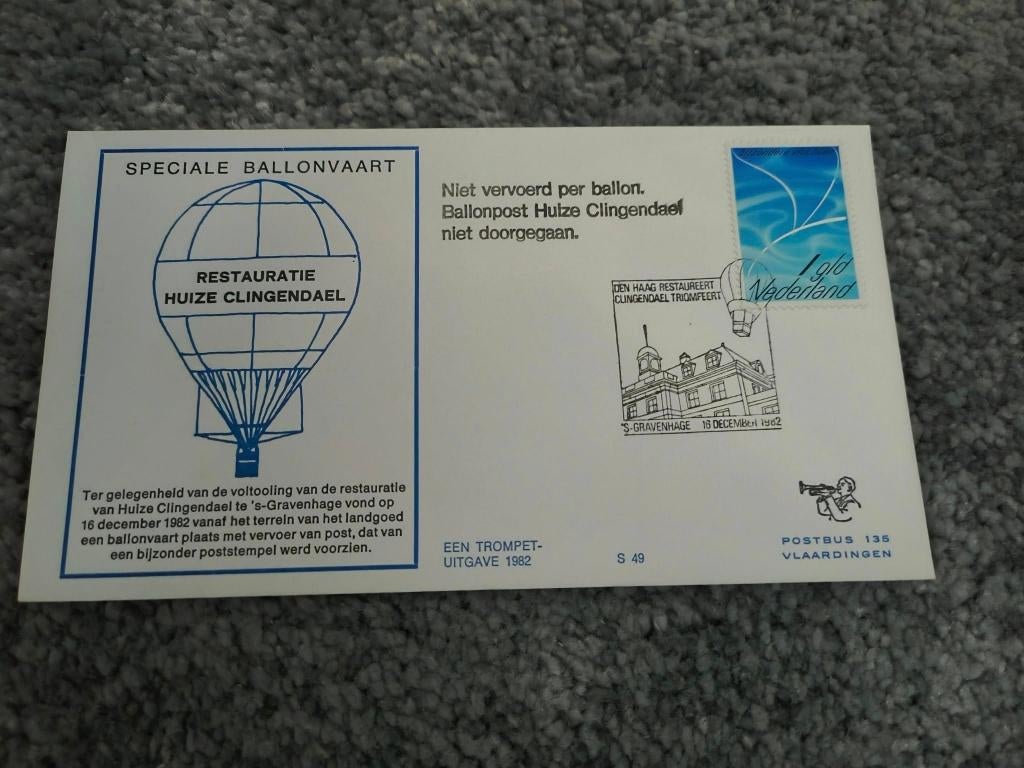 SPECIALE BALLONVAART
RESTAURATIE
HUIZE CLINGENDAEL
Ter gelegenheid van de voltooling van de restauratie
van Huize Clingendael te 's-Gravenhage vond op
16 december 1982 vanaf het terrein van het landgoed
een ballonvaart plaats met vervoer van post, dat van
een bijzonder poststempel werd voorzien.
Niet vervoerd per ballon.
Ballonpost Huize Clingendael
niet doorgegaan.
1 gld
Nederland
DEN HAAG RESTAUREERT
CLINGENDAEL TRIOMFEERT
'S-GRAVENHAGE 16 DECEMBER 1982
EEN TROMPET-
UITGAVE 1982
S 49
POSTBUS 135
VLAARDINGEN